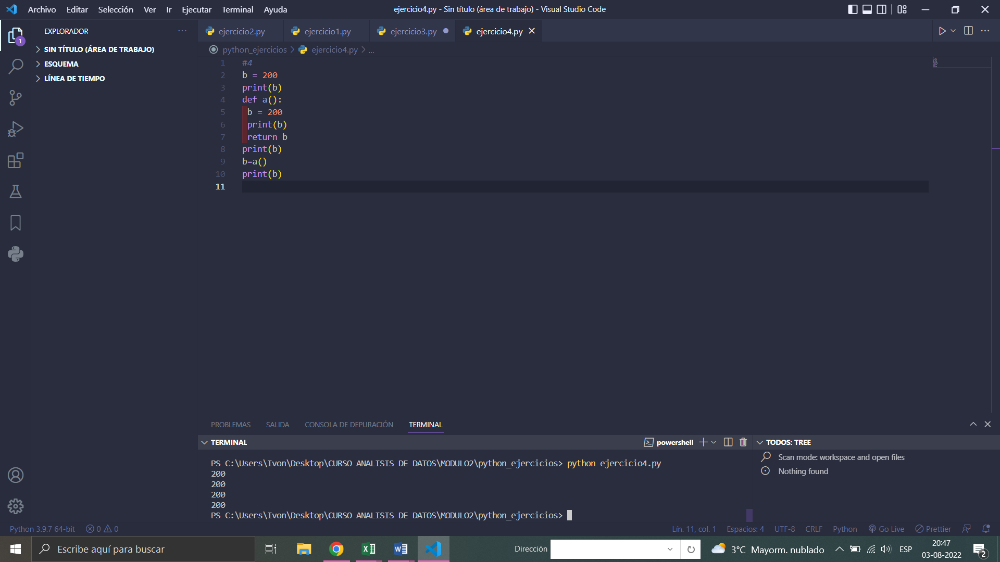 Archivo Editar Selección Ver Ir Ejecutar Terminal Ayuda
ejercicio4.py - Sin título (área de trabajo) - Visual Studio Code
EXPLORADOR
SIN TÍTULO (ÁREA DE TRABAJO)
ESQUEMA
LÍNEA DE TIEMPO
1
ejercicio2.py ejercicio1.py ejercicio3.py ejercicio4.py
python_ejercicios > ejercicio4.py > ...
1 #4
2 b = 200
3 print(b)
4 def a():
5 b = 200
6 print(b)
7 return b
8 print(b)
9 b=a()
10 print(b)
11
PROBLEMAS SALIDA CONSOLA DE DEPURACIÓN TERMINAL
TERMINAL
powershell
TODOS: TREE
Scan mode: workspace and open files
Nothing found
PS C:\Users\Ivon\Desktop\CURSO ANALISIS DE DATOS\MODULO2\python_ejercicios> python ejercicio4.py
200
200
200
200
PS C:\Users\Ivon\Desktop\CURSO ANALISIS DE DATOS\MODULO2\python_ejercicios>
Python 3.9.7 64-bit 0 0
Lín. 11, col. 1 Espacios: 4 UTF-8 CRLF Python Go Live Prettier
Escribe aquí para buscar
Dirección
3°C Mayorm. nublado
ESP
20:47
03-08-2022
2